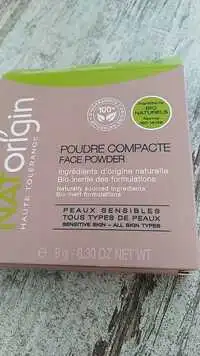 NATorigin
HAUTE TOLÉRANCE
100%
Ingrédients
BIO
NATURELS
POUDRE COMPACTE
FACE POWDER
Ingrédients d'origine naturelle
Bio-inertie des formulations
Naturally sourced ingredients
Bio-inert formulations
PEAUX SENSIBLES
TOUS TYPES DE PEAUX
SENSITIVE SKIN - ALL SKIN TYPES
e - 9g - 0.30 OZ NET WT